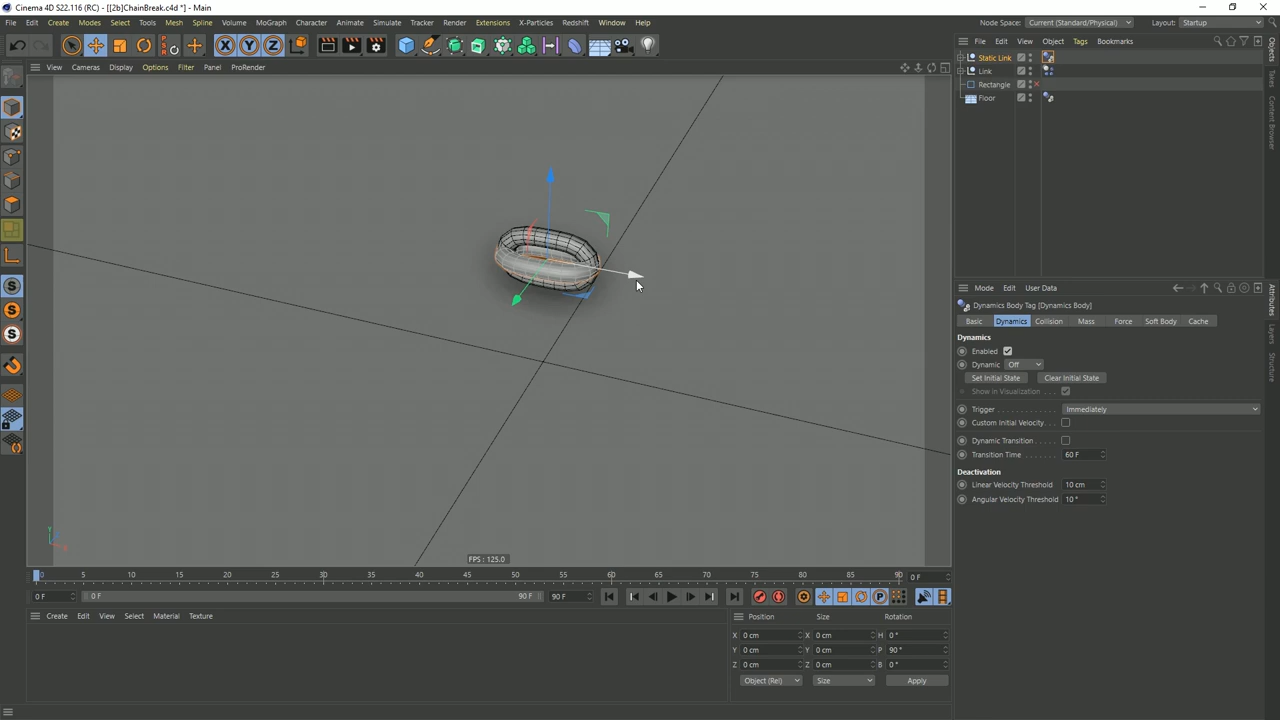 Cinema 4D S22.116 (RC) - [[2b]ChainBreak.c4d *] - Main
File Edit Create Modes Select Tools Mesh Spline Volume MoGraph Character Animate Simulate Tracker Render Extensions X-Particles Redshift Window Help
Node Space: Current (Standard/Physical) Layout: Startup
View Cameras Display Options Filter Panel ProRender
File Edit View Object Tags Bookmarks
Static Link
Link
Rectangle
Floor
Objects
Takes
Content Browser
Attributes
Layers
Structure
Mode Edit User Data
Dynamics Body Tag [Dynamics Body]
Basic Dynamics Collision Mass Force Soft Body Cache
Dynamics
Enabled
Dynamic Off
Set Initial State Clear Initial State
Show in Visualization
Trigger Immediately
Custom Initial Velocity
Dynamic Transition
Transition Time 60 F
Deactivation
Linear Velocity Threshold 10 cm
Angular Velocity Threshold 10 °
FPS : 125.0
0 5 10 15 20 25 30 35 40 45 50 55 60 65 70 75 80 85 90 0 F
0 F 0 F 90 F 90 F
Create Edit View Select Material Texture
Position Size Rotation
X 0 cm X 0 cm H 0 °
Y 0 cm Y 0 cm P 90 °
Z 0 cm Z 0 cm B 0 °
Object (Rel) Size Apply